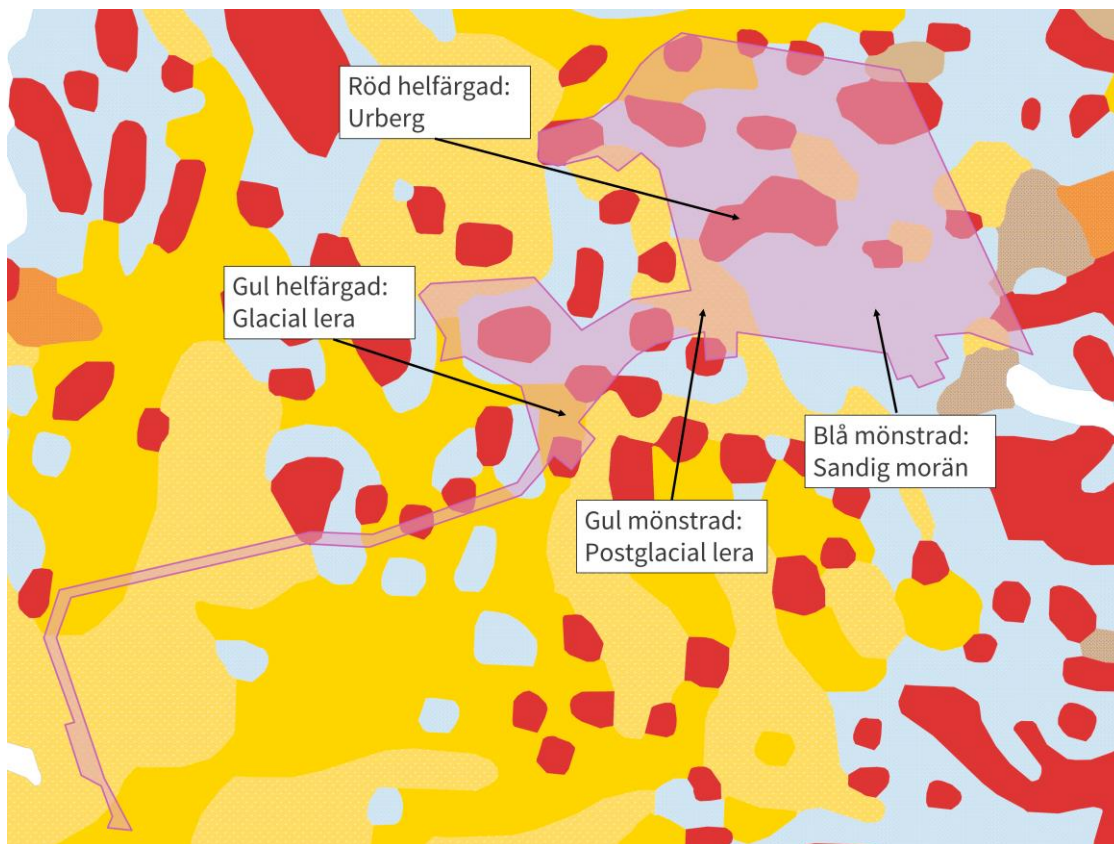 Röd helfärgad:
Urberg
Gul helfärgad:
Glacial lera
Blå mönstrad:
Sandig morän
Gul mönstrad:
Postglacial lera